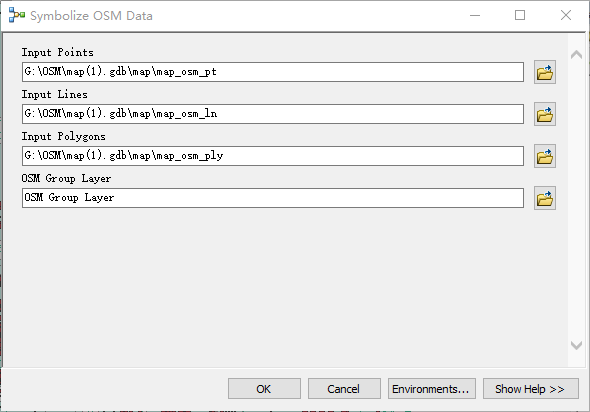 Symbolize OSM Data
Input Points
G:\OSM\map(1).gdb\map\map_osm_pt
Input Lines
G:\OSM\map(1).gdb\map\map_osm_ln
Input Polygons
G:\OSM\map(1).gdb\map\map_osm_ply
OSM Group Layer
OSM Group Layer
OK
Cancel
Environments...
Show Help >>